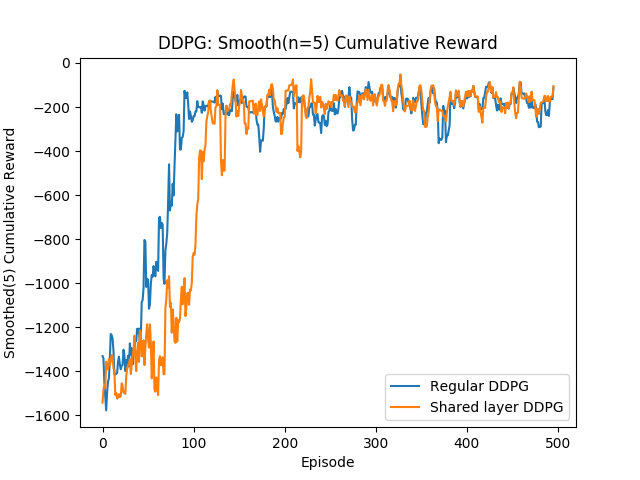 DDPG: Smooth(n=5) Cumulative Reward
Smoothed(5) Cumulative Reward
0
−200
−400
−600
−800
−1000
−1200
−1400
−1600
0 100 200 300 400 500
Episode
Regular DDPG
Shared layer DDPG